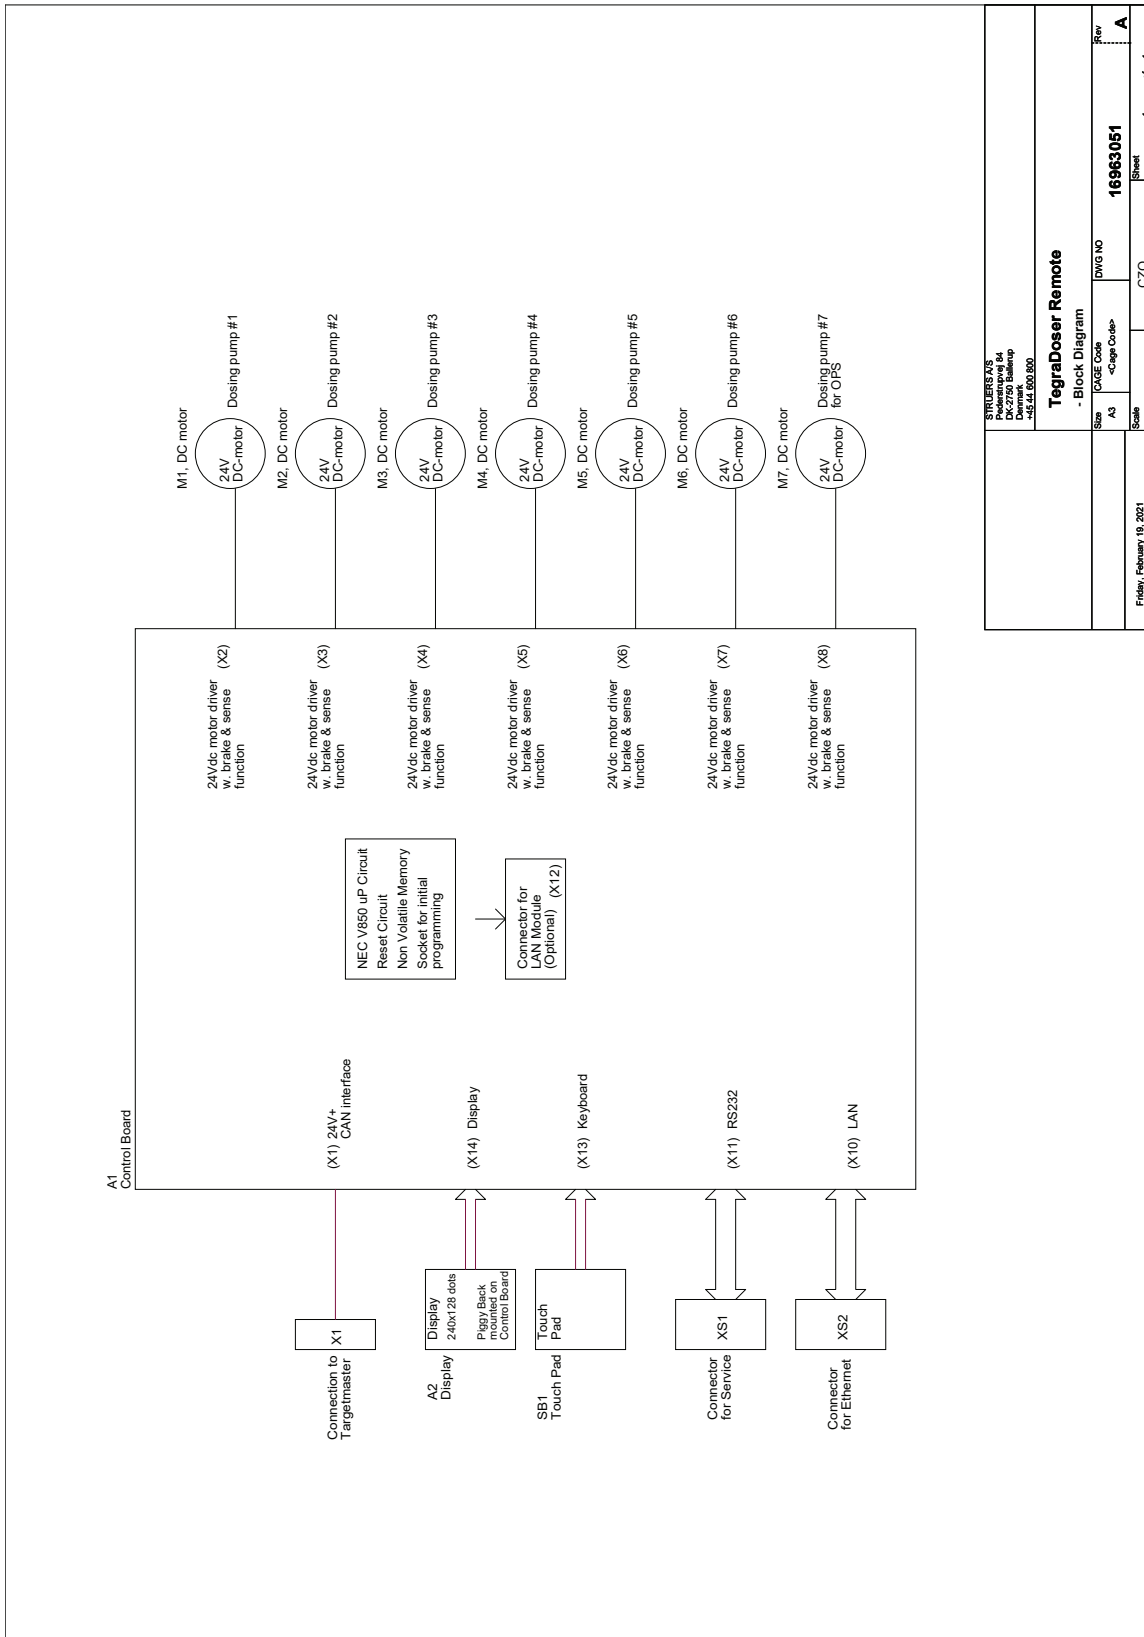 A1
Control Board
Connection to
Targetmaster
X1
(X1) 24V+
CAN interface
A2
Display
Display
240x128 dots
Piggy Back
mounted on
Control Board
(X14) Display
SB1
Touch Pad
Touch
Pad
(X13) Keyboard
Connector
for Service
XS1
(X11) RS232
Connector
for Ethernet
XS2
(X10) LAN
NEC V850 uP Circuit
Reset Circuit
Non Volatile Memory
Socket for initial
programming
Connector for
LAN Module
(Optional) (X12)
24Vdc motor driver (X2)
w. brake & sense
function
M1, DC motor
24V
DC-motor
Dosing pump #1
24Vdc motor driver (X3)
w. brake & sense
function
M2, DC motor
24V
DC-motor
Dosing pump #2
24Vdc motor driver (X4)
w. brake & sense
function
M3, DC motor
24V
DC-motor
Dosing pump #3
24Vdc motor driver (X5)
w. brake & sense
function
M4, DC motor
24V
DC-motor
Dosing pump #4
24Vdc motor driver (X6)
w. brake & sense
function
M5, DC motor
24V
DC-motor
Dosing pump #5
24Vdc motor driver (X7)
w. brake & sense
function
M6, DC motor
24V
DC-motor
Dosing pump #6
24Vdc motor driver (X8)
w. brake & sense
function
M7, DC motor
24V
DC-motor
Dosing pump #7
for OPS
STRUERS A/S
Pederstrupvej 84
DK-2750 Ballerup
Denmark
+45 44 600 800
TegraDoser Remote
- Block Diagram
Size
A3
CAGE Code
<Cage Code>
DWG NO
16963051
Rev
A
Friday, February 19, 2021
Scale
Sheet